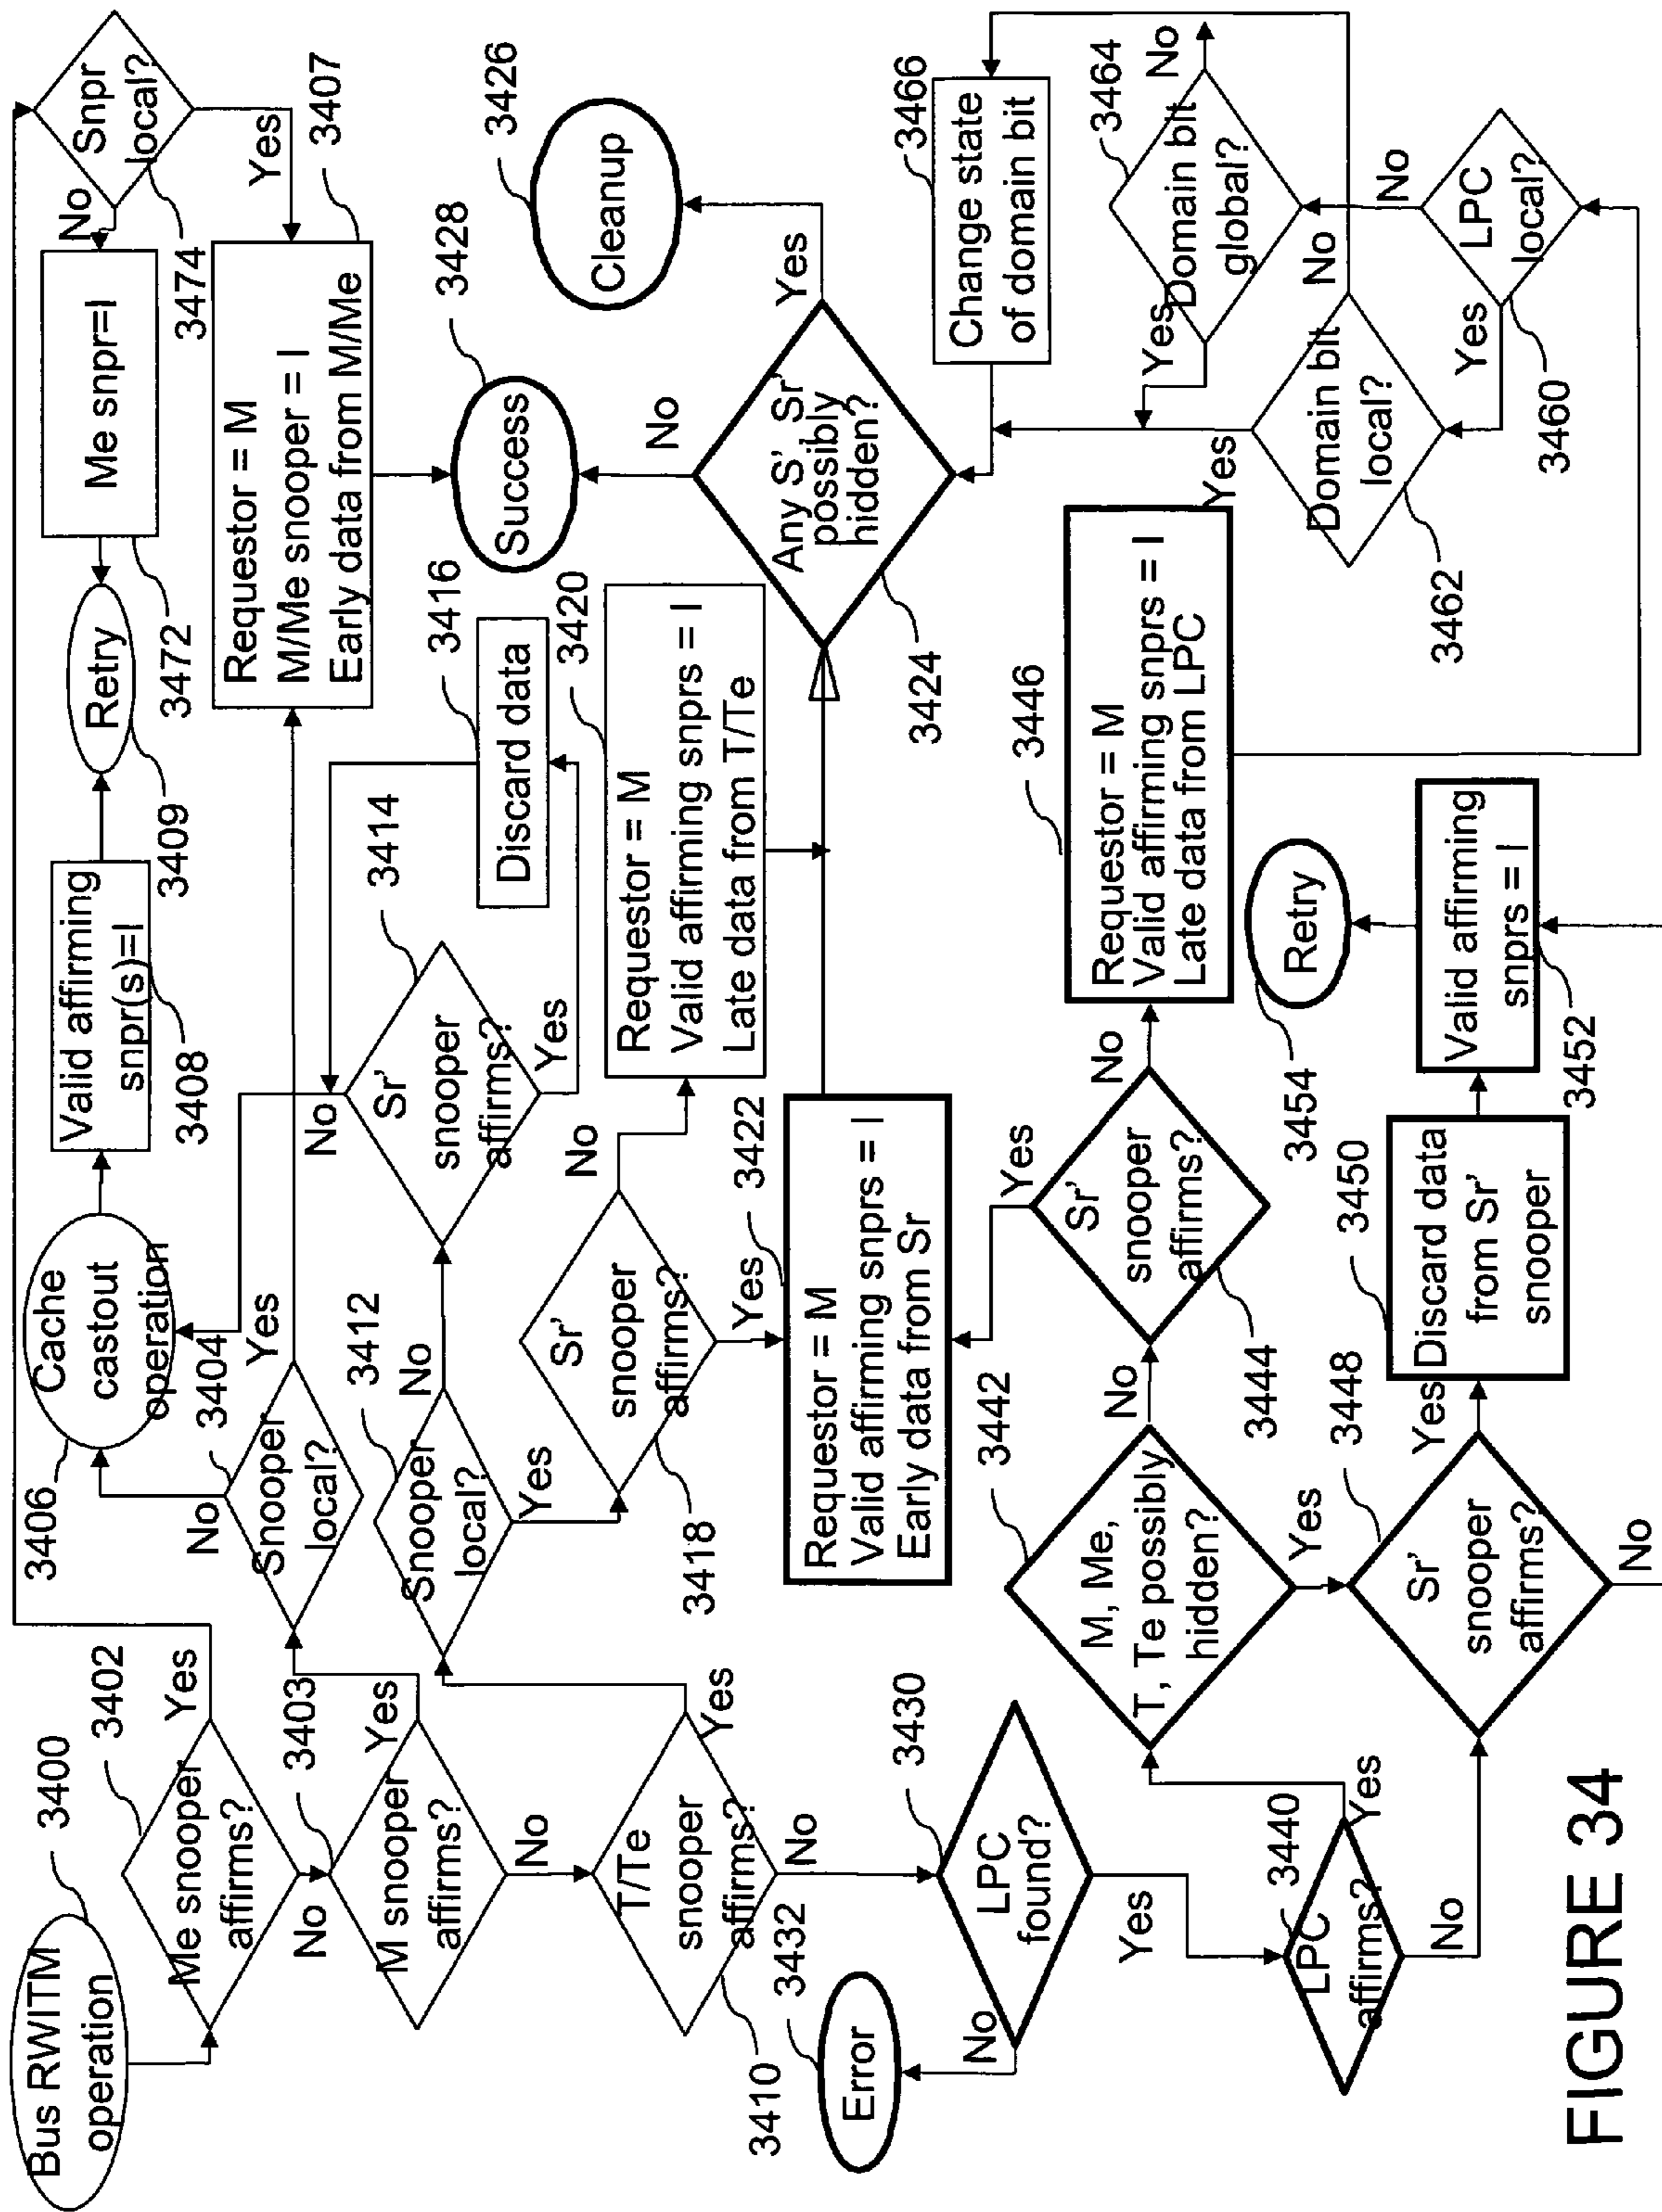 Bus RWITM
operation
3400
Me snooper
affirms?
3402
Yes
No
M snooper
affirms?
3403
Yes
No
T/Te
snooper
affirms?
3410
Yes
No
Snpr
local?
3474
No
Yes
Me snpr=I
3472
Retry
3409
Valid affirming
snpr(s)=I
3408
Cache
castout
operation
3406
Snooper
local?
3404
No
Yes
Requestor = M
M/Me snooper = I
Early data from M/Me
3407
Snooper
local?
3412
No
Yes
Sr'
snooper
affirms?
3414
No
Yes
Discard data
3416
Sr'
snooper
affirms?
3418
No
Yes
Requestor = M
Valid affirming snprs = I
Late data from T/Te
3420
Requestor = M
Valid affirming snprs = I
Early data from Sr
3422
Any S' Sr'
possibly
hidden?
3424
No
Yes
Success
3428
Cleanup
3426
LPC
found?
3430
No
Yes
Error
3432
LPC
affirms?
3440
Yes
No
M, Me,
T, Te possibly
hidden?
3442
No
Yes
Sr'
snooper
affirms?
3444
Yes
No
Requestor = M
Valid affirming snprs = I
Late data from LPC
3446
Sr'
snooper
affirms?
3448
Yes
No
Discard data
from Sr'
snooper
3450
Valid affirming
snprs = I
3452
Retry
3454
LPC
local?
3460
Yes
No
Domain bit
local?
3462
Yes
No
Domain bit
global?
3464
Yes
No
Change state
of domain bit
3466
FIGURE 34